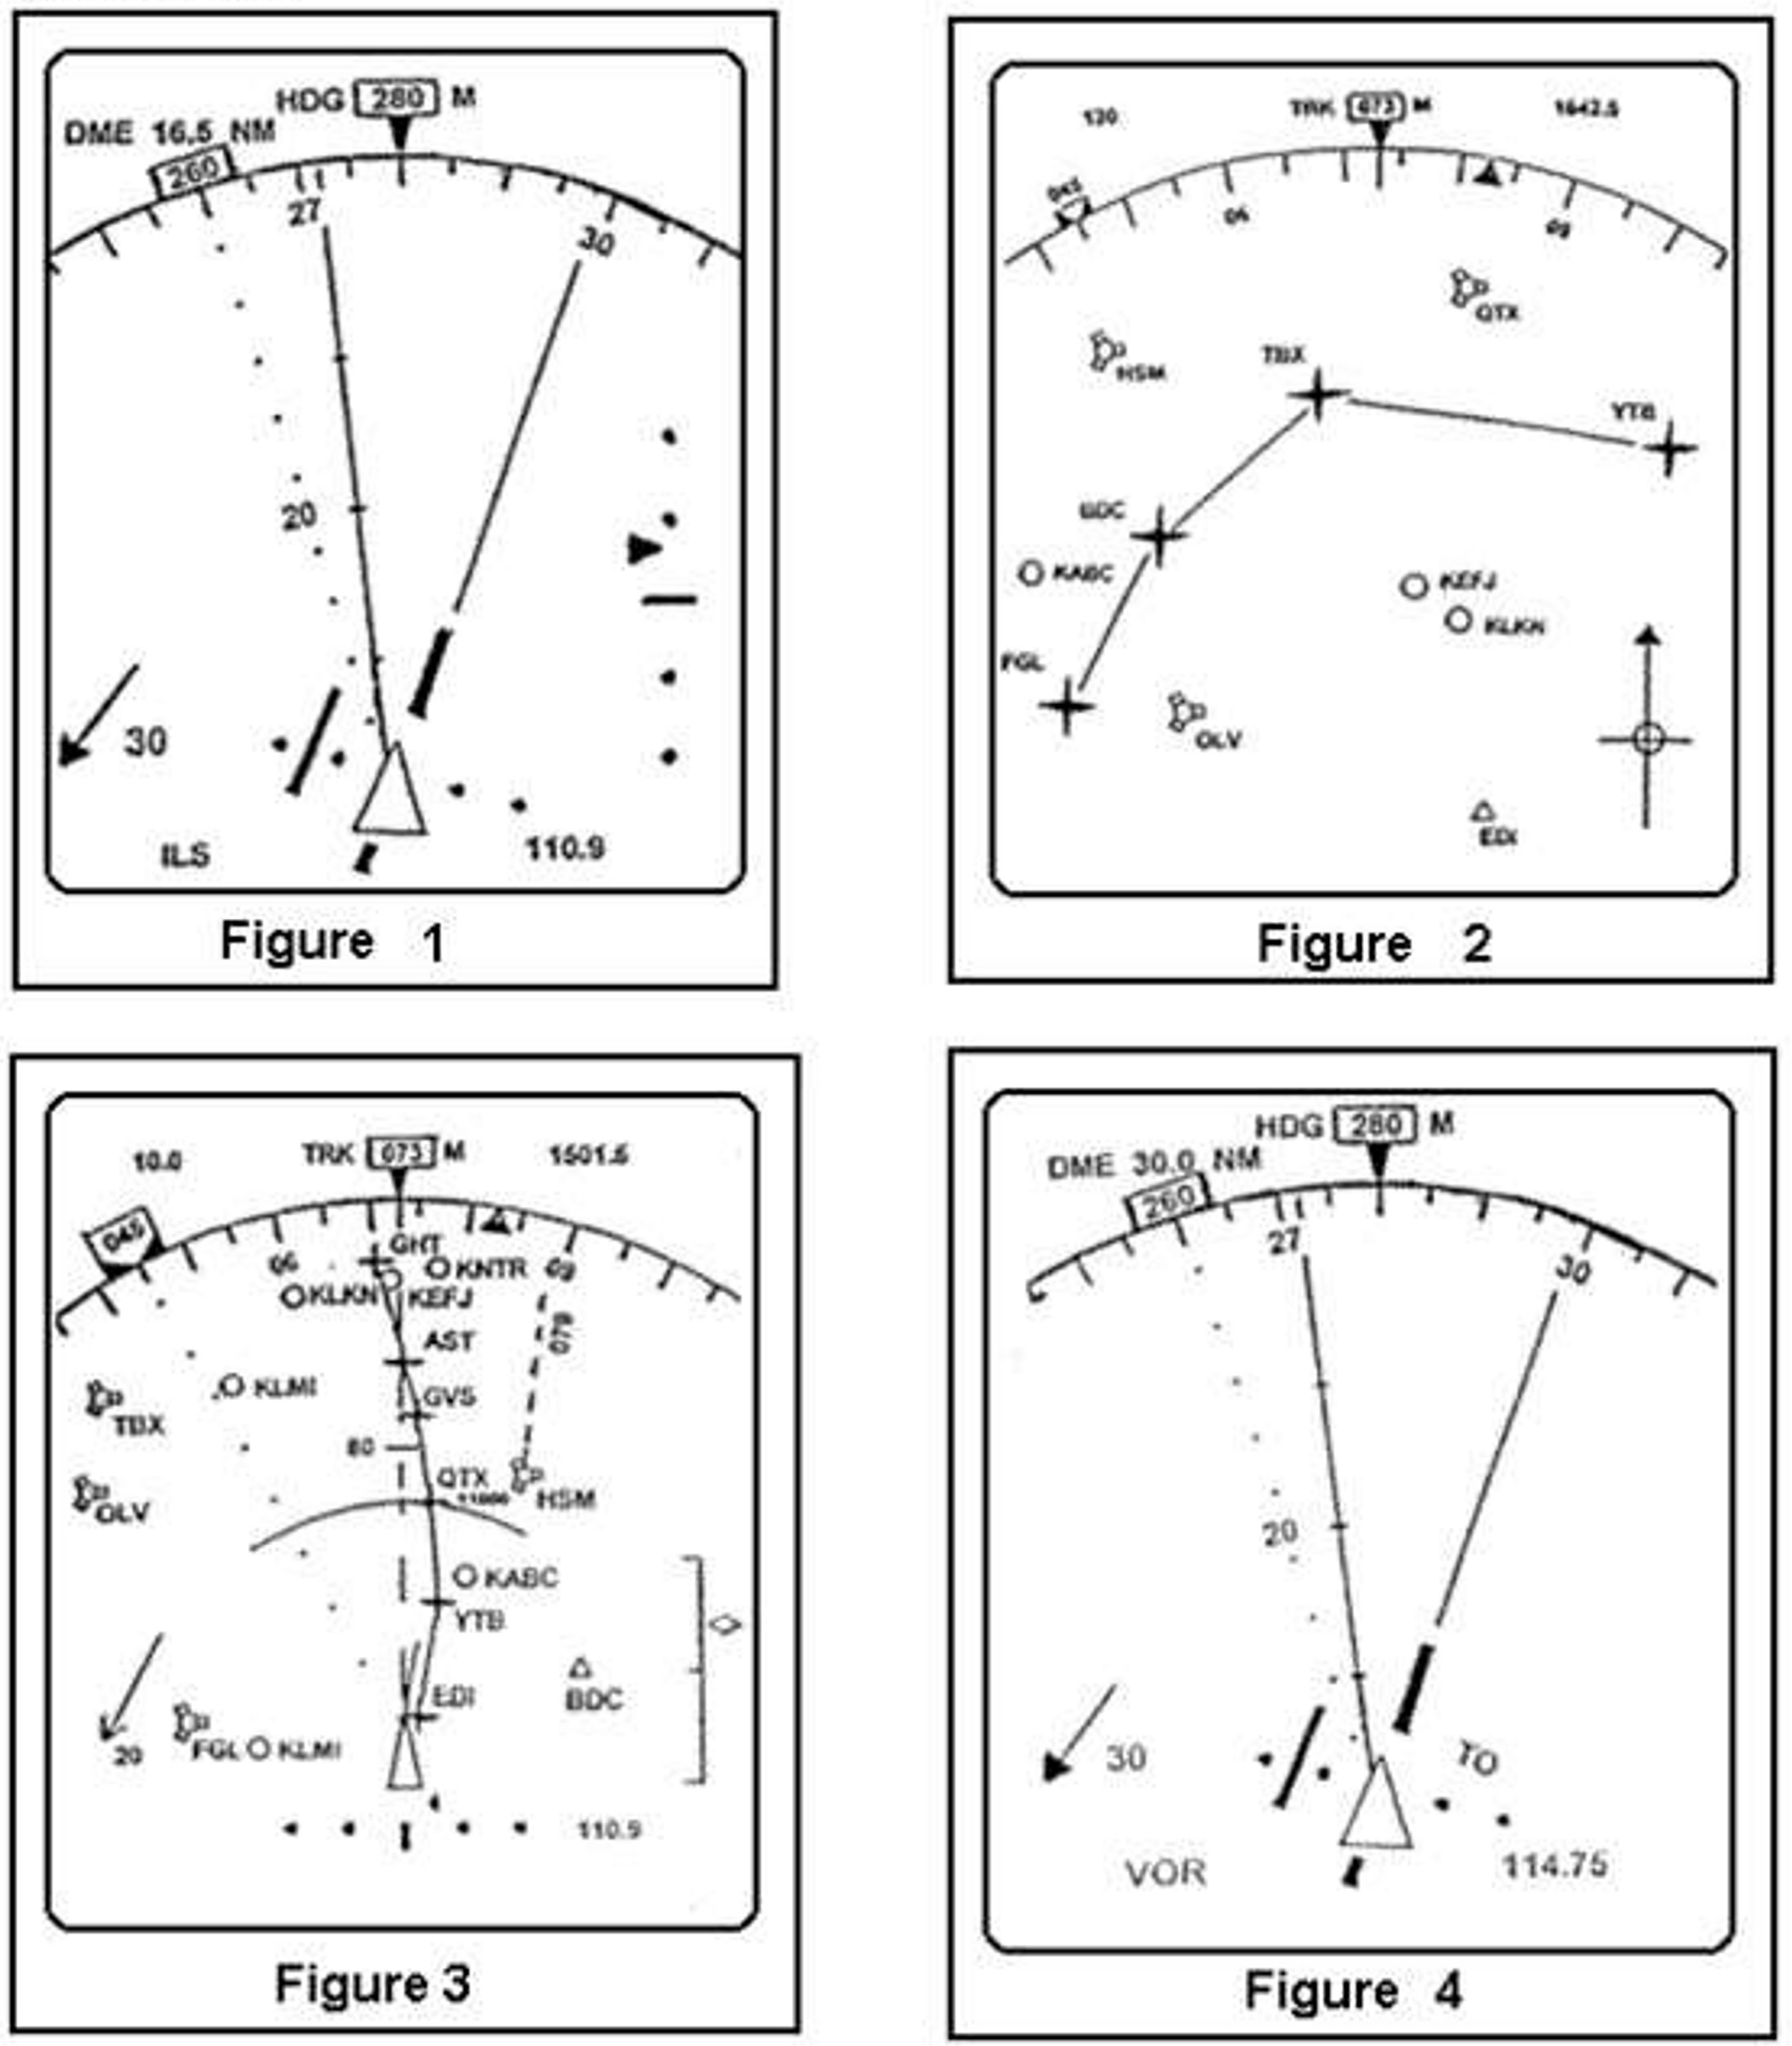 HDG 280 M
DME 16.5 NM
260
27
30
20
30
ILS
110.9
Figure 1
130
TRK 073 M
1642.5
06
09
QTX
HSM
TBX
YTB
BDC
KABC
KEFJ
KLKN
FGL
OLV
EDI
Figure 2
10.0
TRK 073 M
1501.5
045
06
GHT
KNTR
09
KLKN
KEFJ
079
AST
KLMI
GVS
TBX
80
QTX
11000
HSM
OLV
KABC
YTB
EDI
BDC
20
FGL
KLMI
110.9
Figure 3
HDG 280 M
DME 30.0 NM
260
27
30
20
30
TO
VOR
114.75
Figure 4